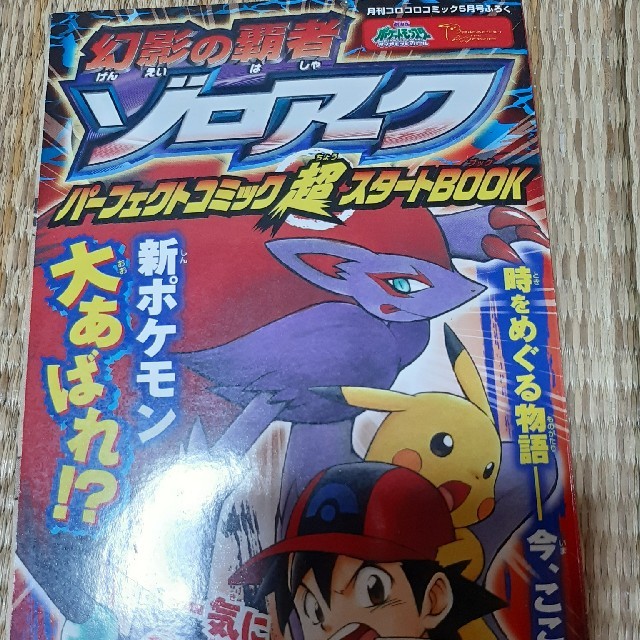 月刊コロコロコミック5月号ふろく
幻影の覇者
げんえいはしゃ
ゾロアーク
ちょう
パーフェクトコミック超スタートBOOK
ブック
新ポケモン
しん
大あばれ!?
おお
時をめぐる物語——今、ここ
とき
ものがたり
いま
気に